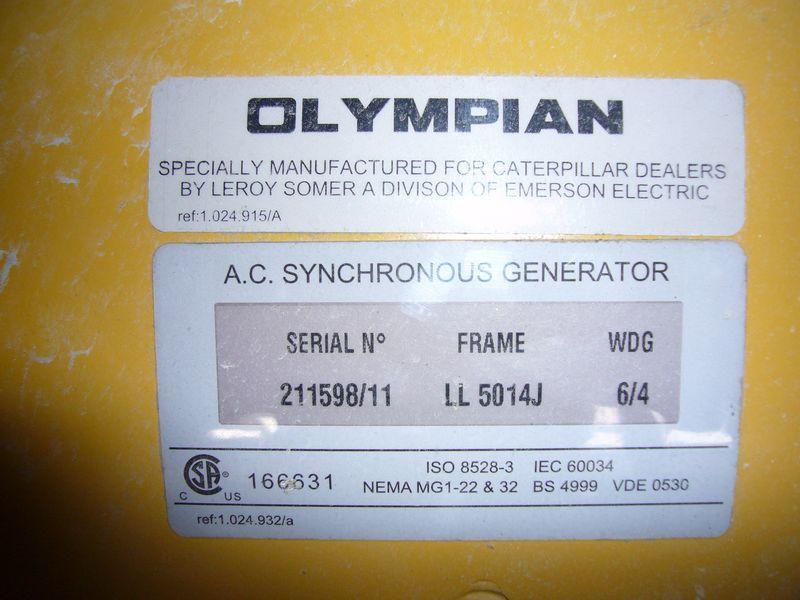 OLYMPIAN
SPECIALLY MANUFACTURED FOR CATERPILLAR DEALERS
BY LEROY SOMER A DIVISON OF EMERSON ELECTRIC
ref:1.024.915/A
A.C. SYNCHRONOUS GENERATOR
SERIAL N° FRAME WDG
211598/11 LL 5014J 6/4
CSA ® C US 166631
ISO 8528-3 IEC 60034
NEMA MG1-22 & 32 BS 4999 VDE 0530
ref:1.024.932/a